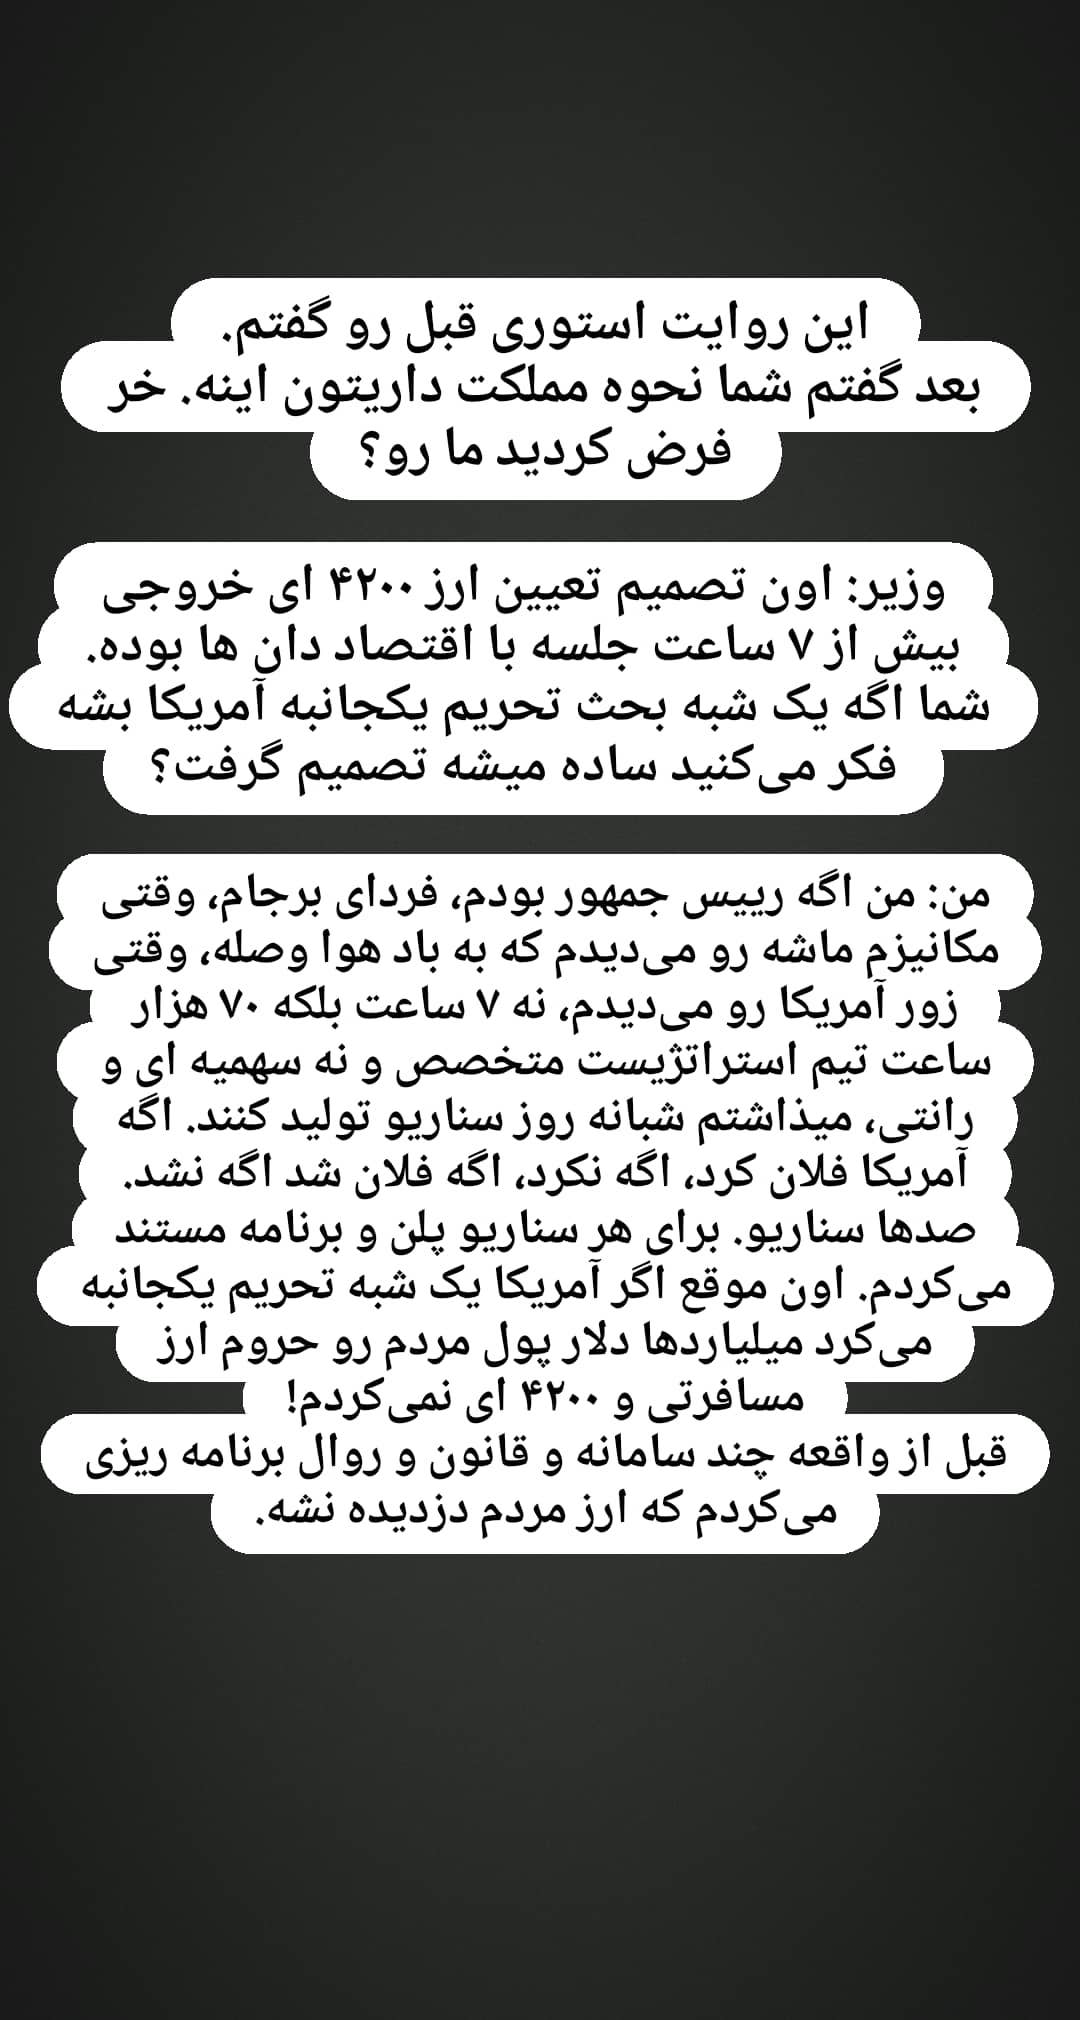 این روایت استوری قبل رو گفتم.
بعد گفتم شما نحوه مملکت داریتون اینه. خر
فرض کردید ما رو؟
وزیر: اون تصمیم تعیین ارز ۴۲۰۰ ای خروجی
بیش از ۷ ساعت جلسه با اقتصاد دان ها بوده.
شما اگه یک شبه بحث تحریم یکجانبه آمریکا بشه
فکر می‌کنید ساده میشه تصمیم گرفت؟
من: من اگه رییس جمهور بودم، فردای برجام، وقتی
مکانیزم ماشه رو می‌دیدم که به باد هوا وصله، وقتی
زور آمریکا رو می‌دیدم، نه ۷ ساعت بلکه ۷۰ هزار
ساعت تیم استراتژیست متخصص و نه سهمیه ای و
رانتی، میذاشتم شبانه روز سناریو تولید کنند. اگه
آمریکا فلان کرد، اگه نکرد، اگه فلان شد اگه نشد.
صدها سناریو. برای هر سناریو پلن و برنامه مستند
می‌کردم. اون موقع اگر آمریکا یک شبه تحریم یکجانبه
می‌کرد میلیاردها دلار پول مردم رو حروم ارز
مسافرتی و ۴۲۰۰ ای نمی‌کردم!
قبل از واقعه چند سامانه و قانون و روال برنامه ریزی
می‌کردم که ارز مردم دزدیده نشه.